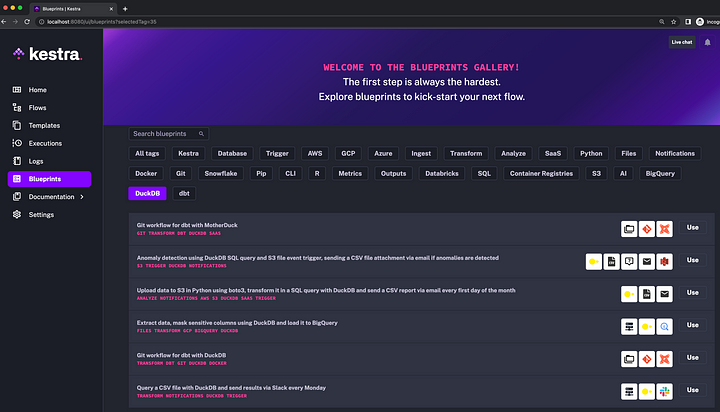 Blueprints | Kestra
localhost:8080/ui/blueprints?selectedTag=35
kestra
Home
Flows
Templates
Executions
Logs
Blueprints
Documentation
Settings
Live chat
WELCOME TO THE BLUEPRINTS GALLERY!
The first step is always the hardest.
Explore blueprints to kick-start your next flow.
Search blueprints
All tags Kestra Database Trigger AWS GCP Azure Ingest Transform Analyze SaaS Python Files Notifications
Docker Git Snowflake Pip CLI R Metrics Outputs Databricks SQL Container Registries S3 AI BigQuery
DuckDB dbt
Git workflow for dbt with MotherDuck Use
GIT TRANSFORM DBT DUCKDB SAAS
Anomaly detection using DuckDB SQL query and S3 file event trigger, sending a CSV file attachment via email if anomalies are detected Use
S3 TRIGGER DUCKDB NOTIFICATIONS
Upload data to S3 in Python using boto3, transform it in a SQL query with DuckDB and send a CSV report via email every first day of the month Use
ANALYZE NOTIFICATIONS AWS S3 DUCKDB SAAS TRIGGER
Extract data, mask sensitive columns using DuckDB and load it to BigQuery Use
FILES TRANSFORM GCP BIGQUERY DUCKDB
Git workflow for dbt with DuckDB Use
TRANSFORM DBT GIT DUCKDB DOCKER
Query a CSV file with DuckDB and send results via Slack every Monday Use
TRANSFORM NOTIFICATIONS DUCKDB TRIGGER